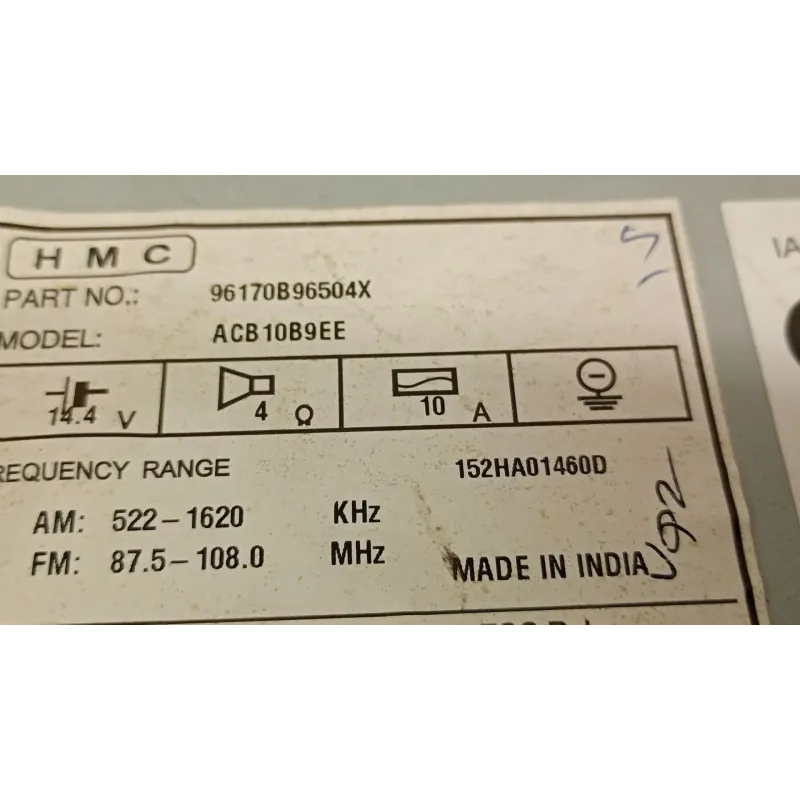 HMC
PART NO.: 96170B96504X
MODEL: ACB10B9EE
14.4 V 4 Ω 10 A
REQUENCY RANGE 152HA01460D
AM: 522-1620 KHz
FM: 87.5-108.0 MHz MADE IN INDIA
IA